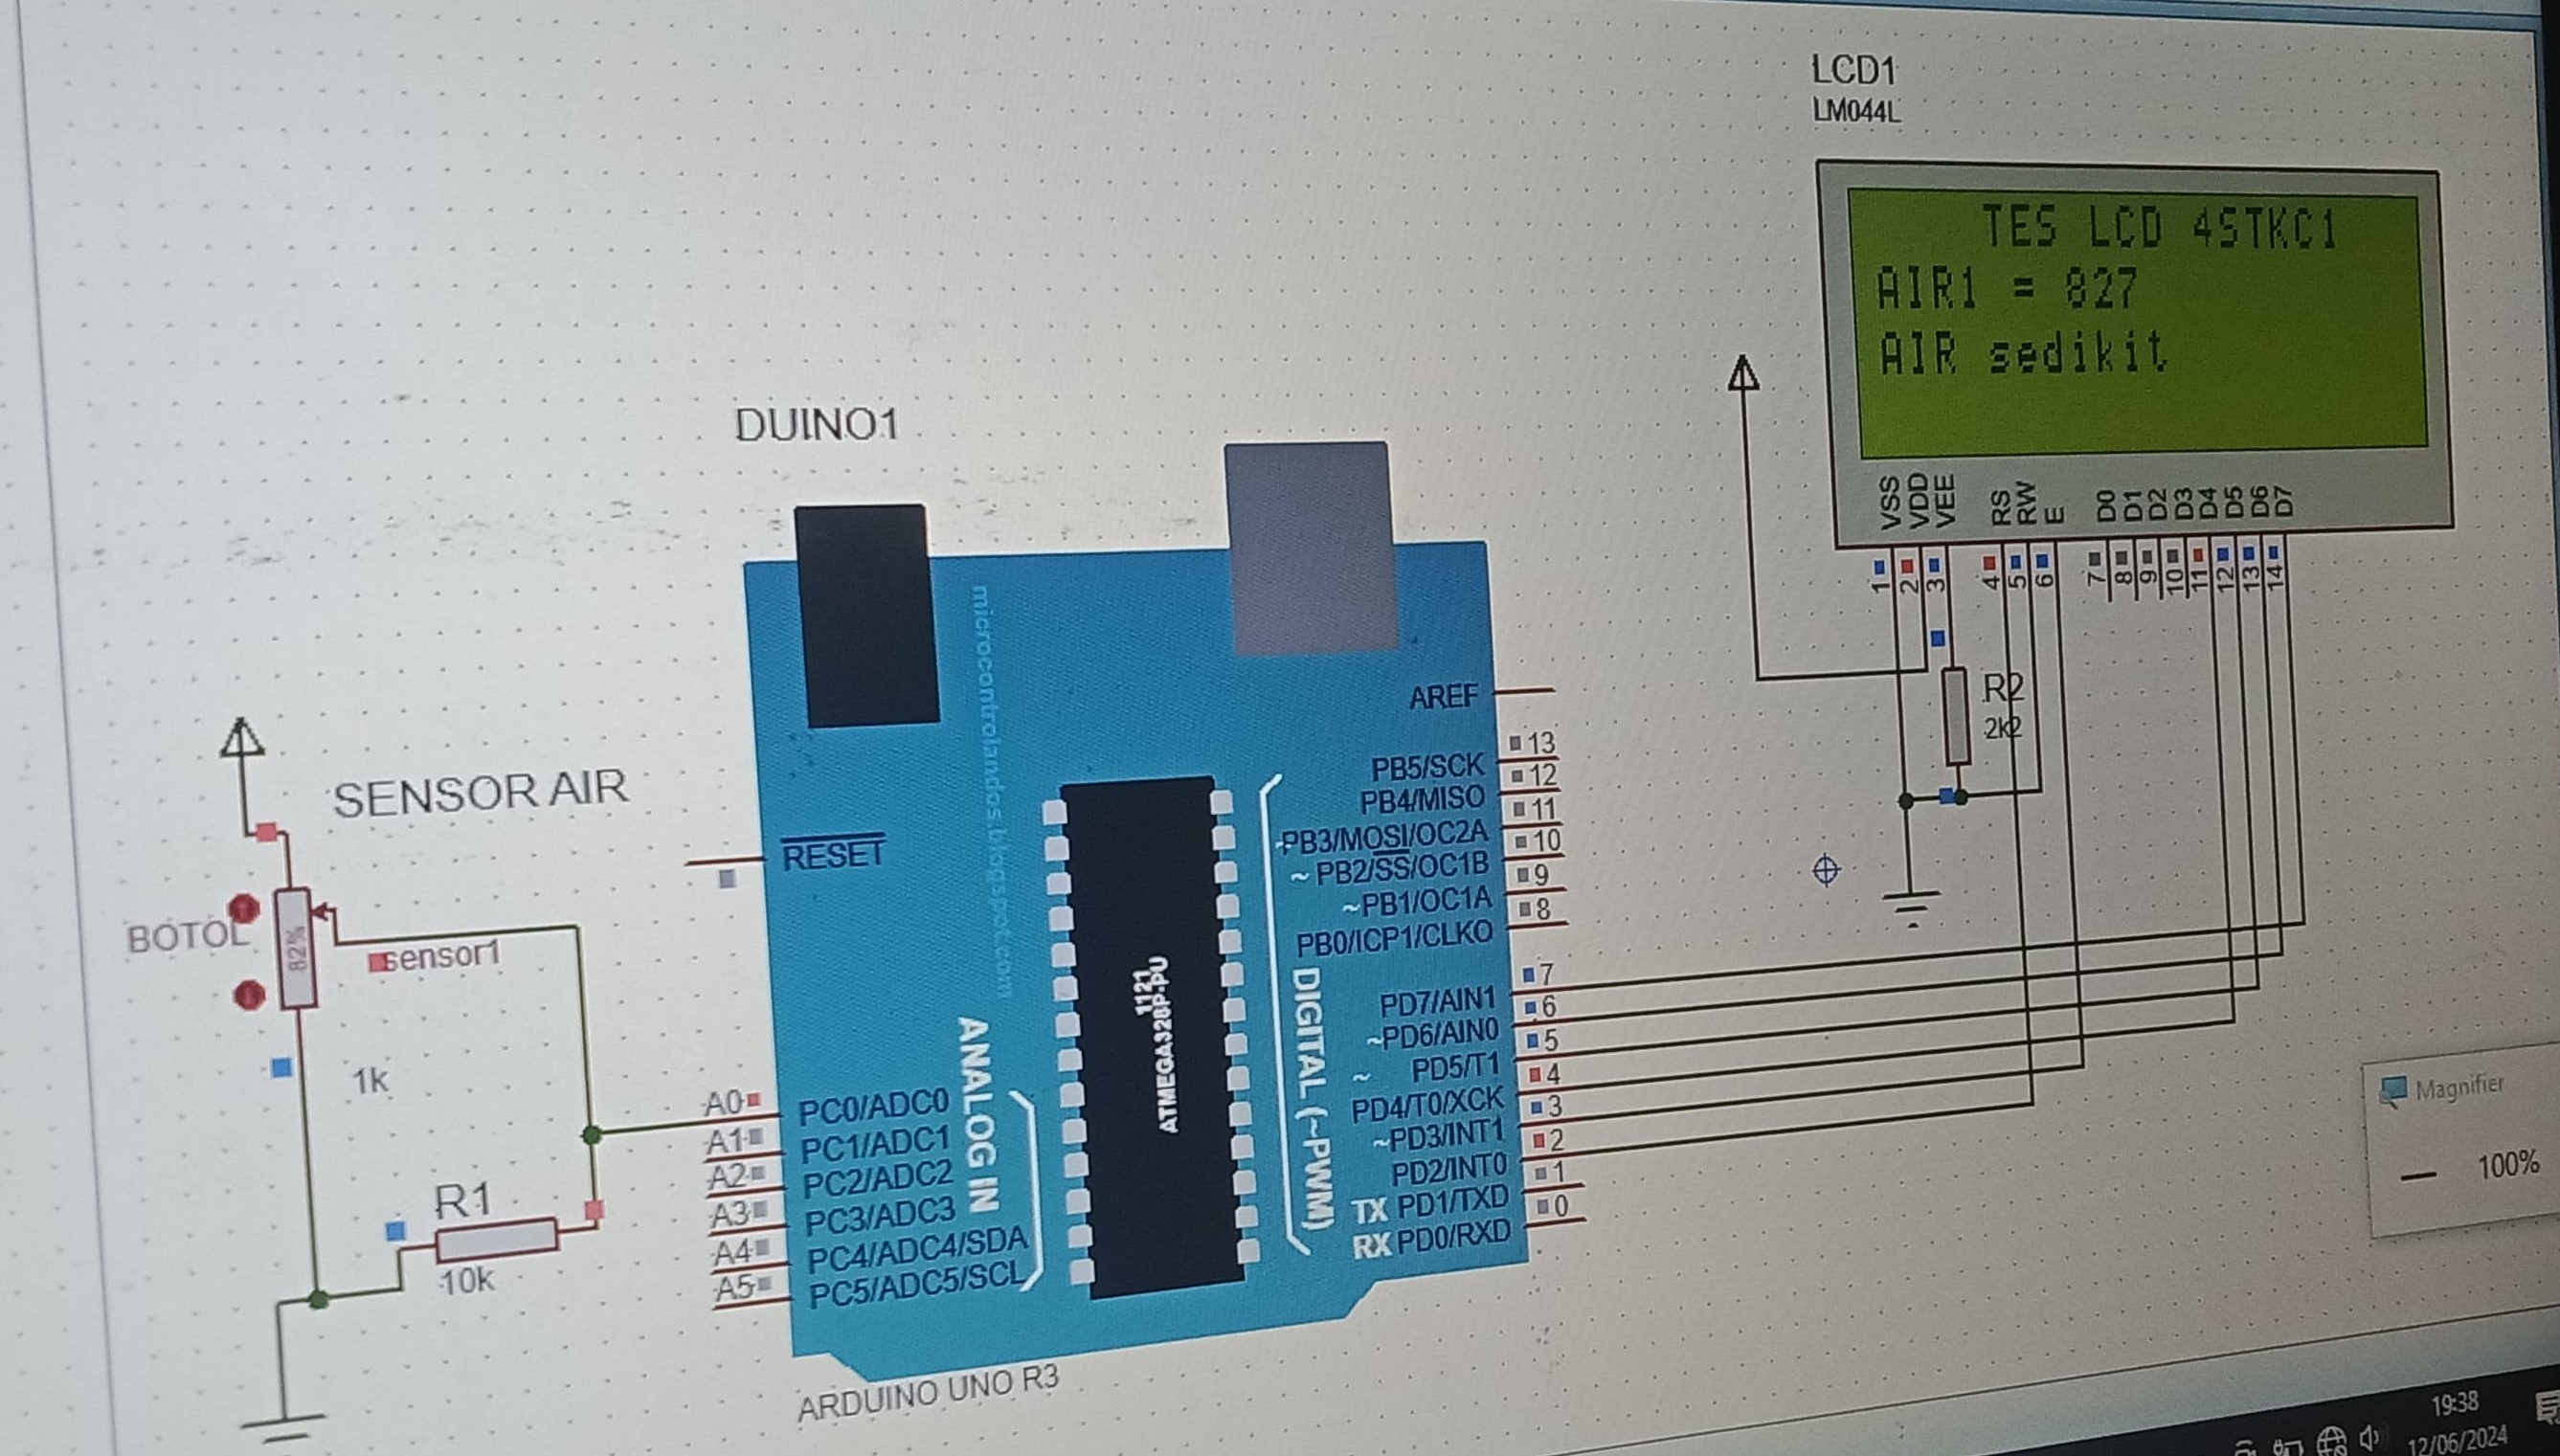 LCD1
LM044L
TES LCD 4STKC1
AIR1 = 827
AIR sedikit
VSS
VDD
VEE
RS
RW
E
D0
D1
D2
D3
D4
D5
D6
D7
1
2
3
4
5
6
7
8
9
10
11
12
13
14
R2
2k2
DUINO1
microcontrolandos.blogspot.com
SENSOR AIR
BOTOL
82%
sensor1
1k
R1
10k
RESET
AREF
13
PB5/SCK
12
PB4/MISO
11
~PB3/MOSI/OC2A
10
~ PB2/SS/OC1B
9
~PB1/OC1A
8
PB0/ICP1/CLKO
7
PD7/AIN1
6
~PD6/AIN0
5
~ PD5/T1
4
PD4/T0/XCK
3
~PD3/INT1
2
PD2/INT0
1
TX PD1/TXD
0
RX PD0/RXD
DIGITAL (~PWM)
ATMEGA328P-PU
1121
ANALOG IN
A0 PC0/ADC0
A1 PC1/ADC1
A2 PC2/ADC2
A3 PC3/ADC3
A4 PC4/ADC4/SDA
A5 PC5/ADC5/SCL
ARDUINO UNO R3
Magnifier
100%
19:38
12/06/2024